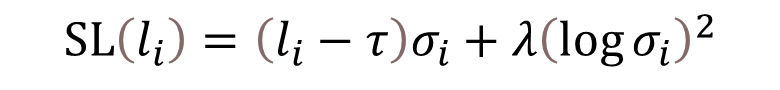 SL(lᵢ) = (lᵢ − τ)σᵢ + λ(log σᵢ)²